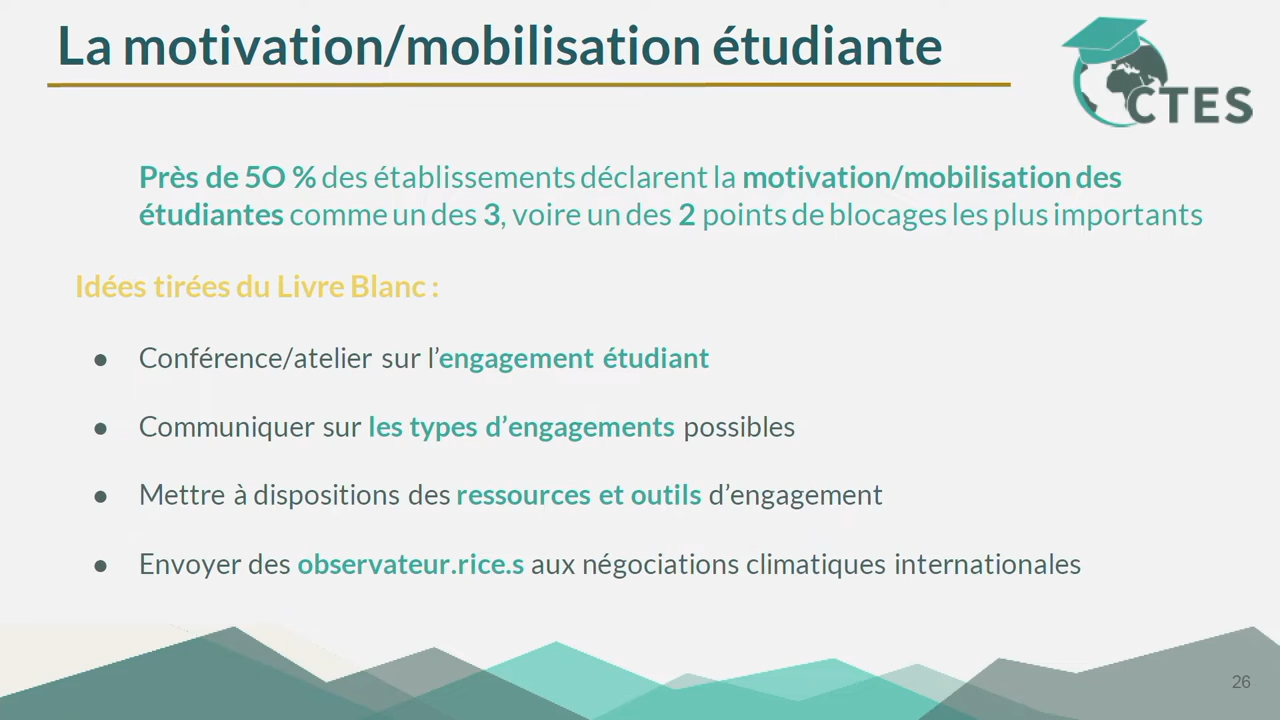 La motivation/mobilisation étudiante
CTES
Près de 50 % des établissements déclarent la motivation/mobilisation des
étudiantes comme un des 3, voire un des 2 points de blocages les plus importants
Idées tirées du Livre Blanc :
● Conférence/atelier sur l’engagement étudiant
● Communiquer sur les types d’engagements possibles
● Mettre à dispositions des ressources et outils d’engagement
● Envoyer des observateur.rice.s aux négociations climatiques internationales
26